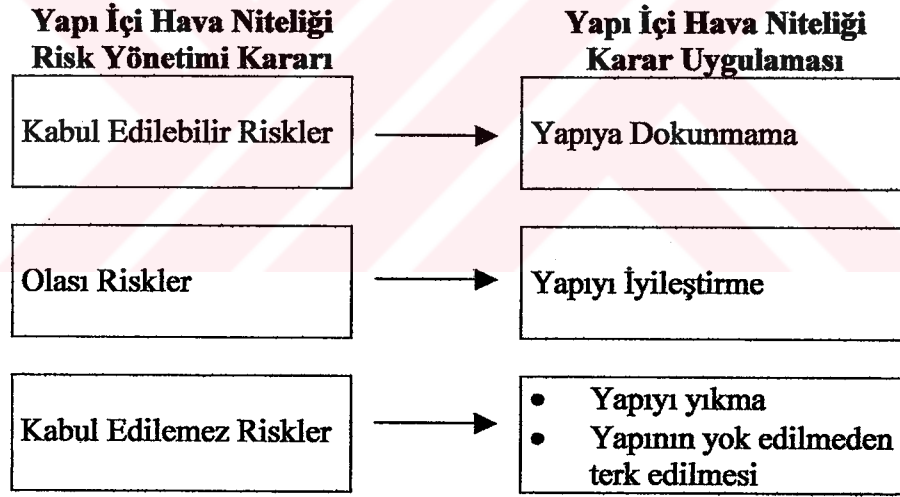 Yapı İçi Hava Niteliği
Risk Yönetimi Kararı
Yapı İçi Hava Niteliği
Karar Uygulaması
Kabul Edilebilir Riskler
Yapıya Dokunmama
Olası Riskler
Yapıyı İyileştirme
Kabul Edilemez Riskler
• Yapıyı yıkma
• Yapının yok edilmeden
terk edilmesi